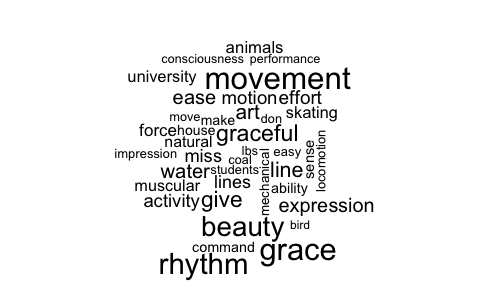 animals
consciousness performance
university movement
ease motion effort
move make art don skating
force house graceful
natural
impression miss lbs easy sense locomotion
coal
water students mechanical line
muscular lines ability
activity give expression
beauty bird
command grace
rhythm